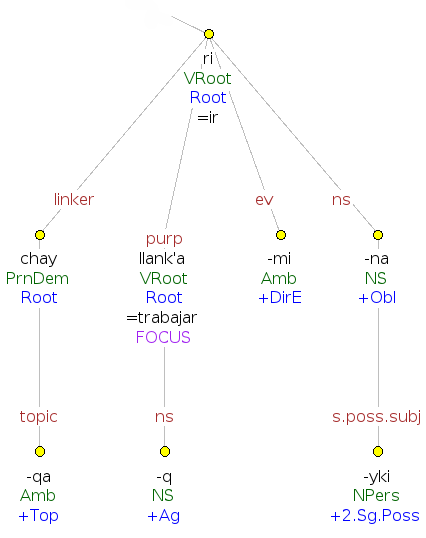 ri
VRoot
Root
=ir
linker
purp
ev
ns
chay
PrnDem
Root
llank'a
VRoot
Root
=trabajar
FOCUS
-mi
Amb
+DirE
-na
NS
+Obl
topic
ns
s.poss.subj
-qa
Amb
+Top
-q
NS
+Ag
-yki
NPers
+2.Sg.Poss